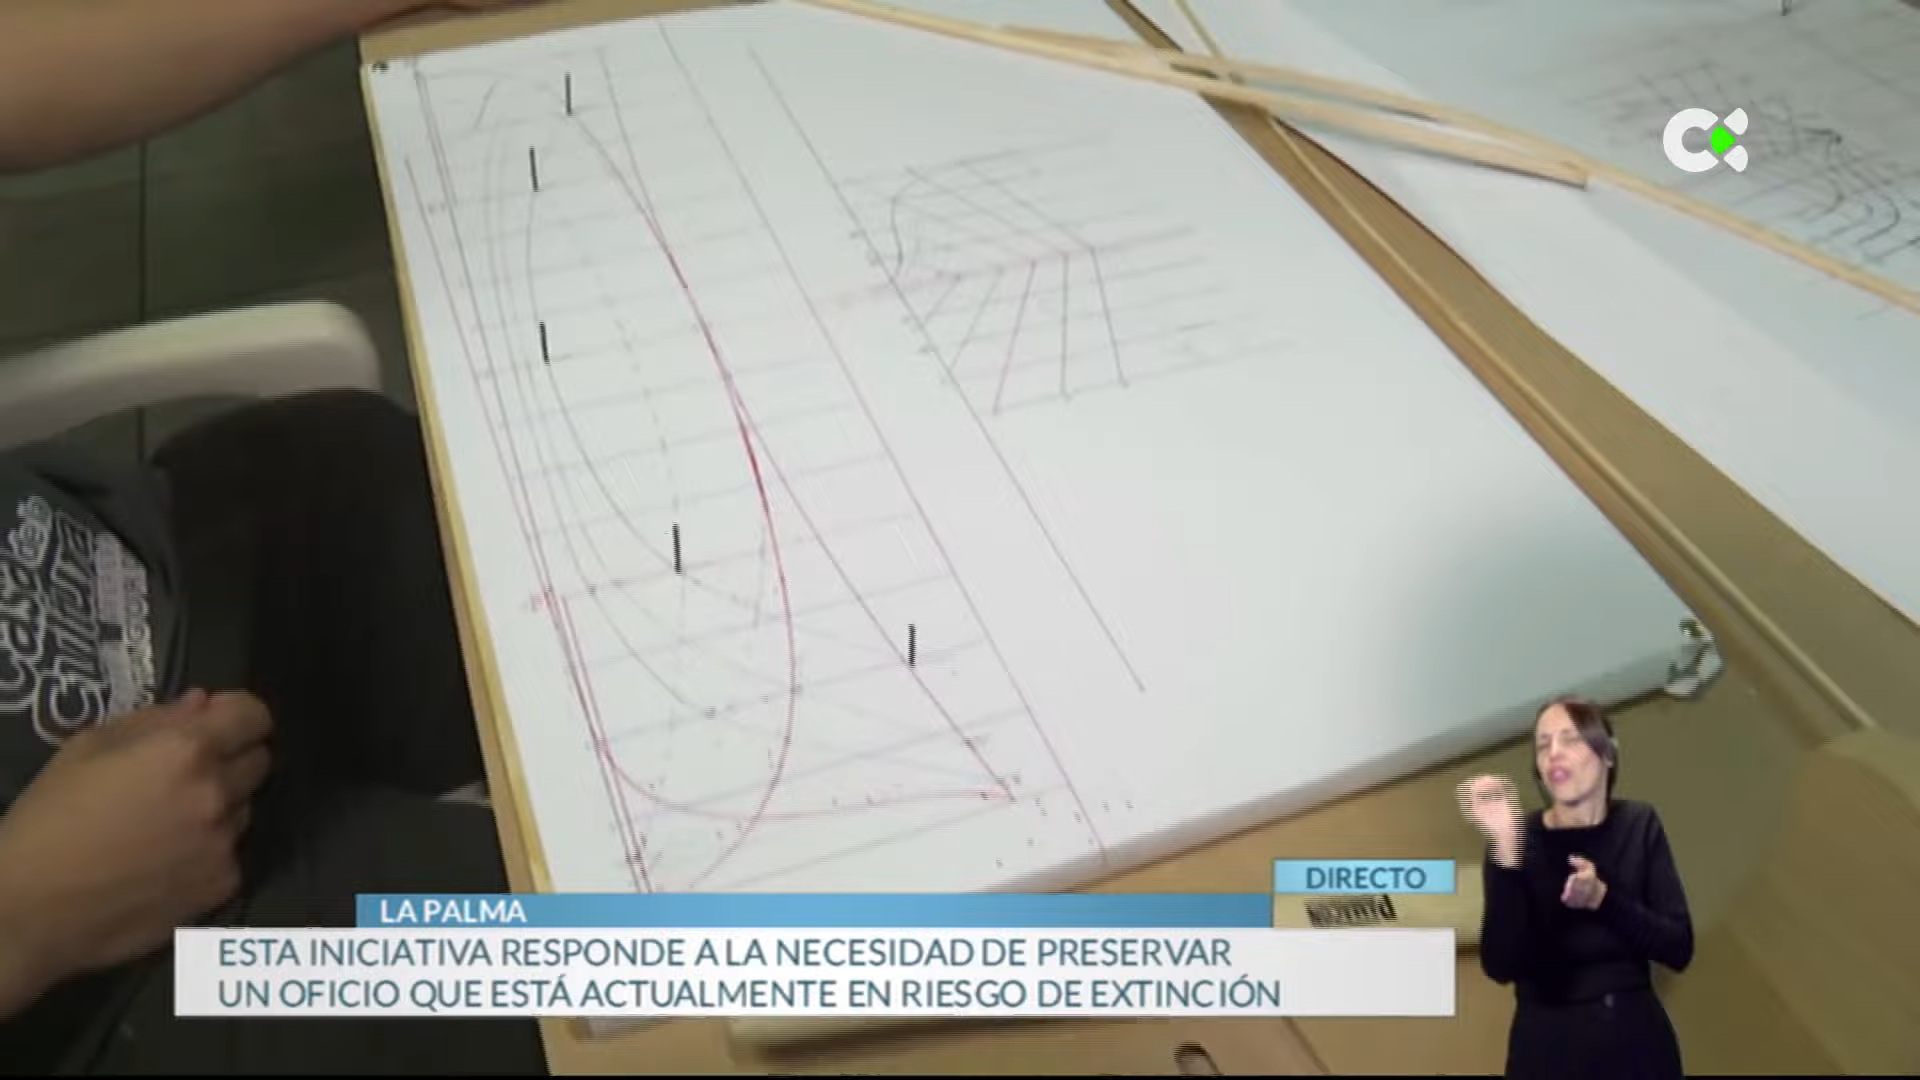 DIRECTO
LA PALMA
ESTA INICIATIVA RESPONDE A LA NECESIDAD DE PRESERVAR
UN OFICIO QUE ESTÁ ACTUALMENTE EN RIESGO DE EXTINCIÓN